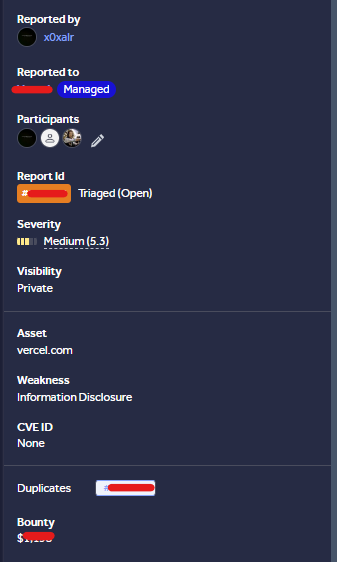 Reported by
x0xalr
Reported to
Managed
Participants
Report Id
#
Triaged (Open)
Severity
Medium (5.3)
Visibility
Private
Asset
vercel.com
Weakness
Information Disclosure
CVE ID
None
Duplicates
#
Bounty
$